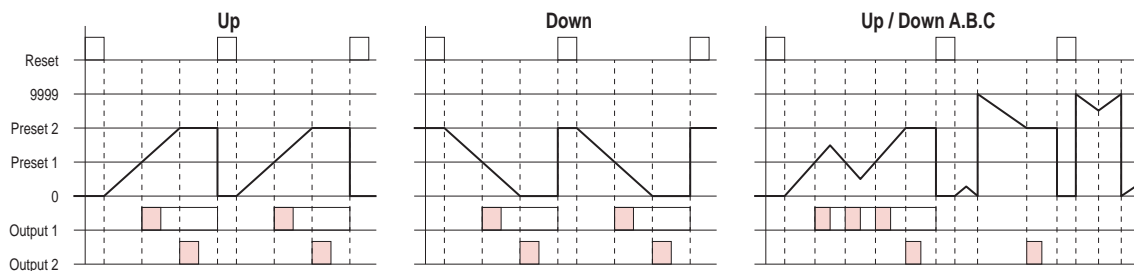 Up
Down
Up / Down A.B.C
Reset
9999
Preset 2
Preset 1
0
Output 1
Output 2